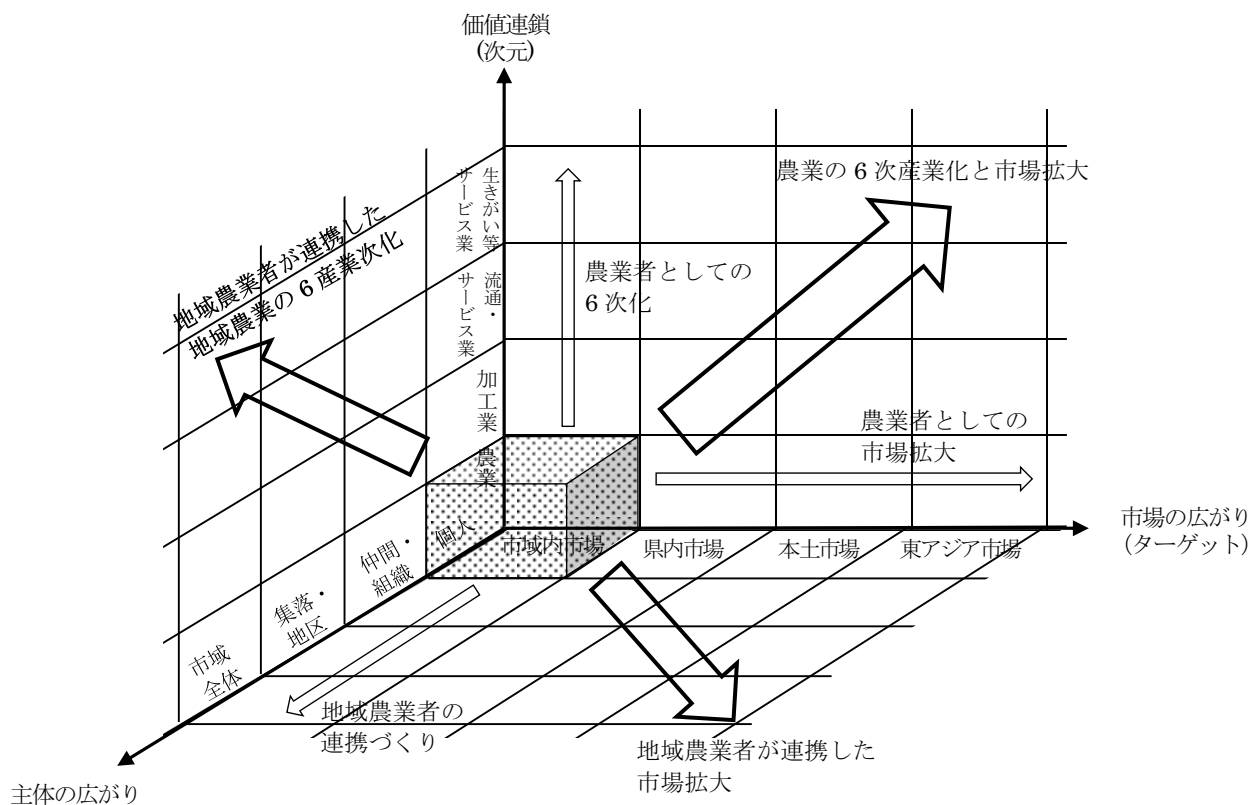 価値連鎖
(次元)
農業の 6 次産業化と市場拡大
生きがい等
サービス業
地域農業者が連携した
地域農業の 6 産業次化
農業者としての
6 次化
流通・
サービス業
加工業
農業者としての
市場拡大
農業
個人
市域内市場
県内市場
本土市場
東アジア市場
市場の広がり
(ターゲット)
仲間・
組織
集落・
地区
市域
全体
地域農業者の
連携づくり
地域農業者が連携した
市場拡大
主体の広がり